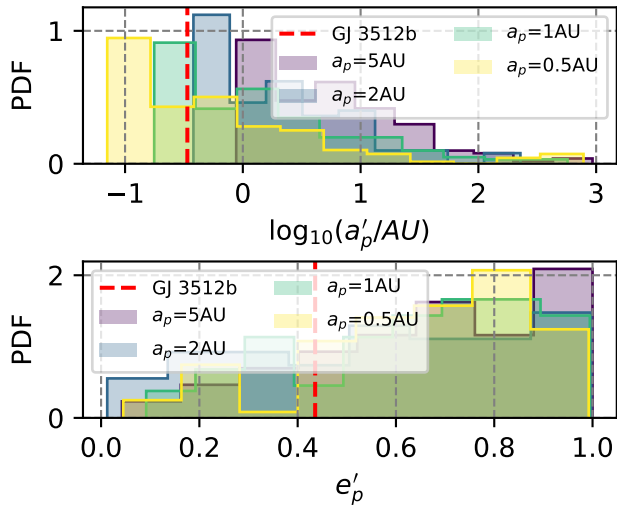 1
0
PDF
GJ 3512b
a_p=5AU
a_p=2AU
a_p=1AU
a_p=0.5AU
−1 0 1 2 3
log₁₀(a′_p/AU)
2
0
PDF
GJ 3512b
a_p=5AU
a_p=2AU
a_p=1AU
a_p=0.5AU
0.0 0.2 0.4 0.6 0.8 1.0
e′_p